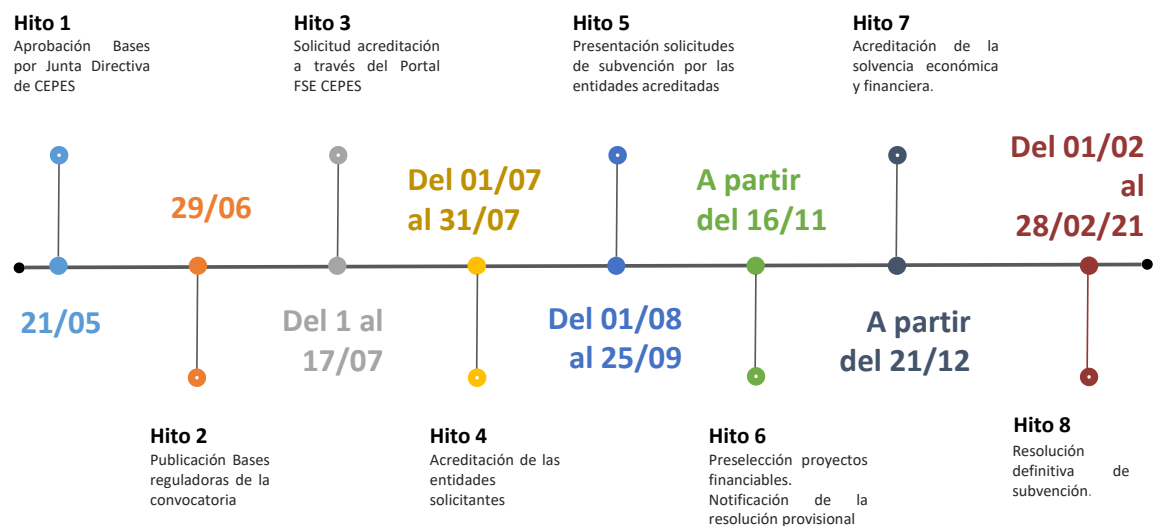 Hito 1
Aprobación Bases
por Junta Directiva
de CEPES
Hito 3
Solicitud acreditación
a través del Portal
FSE CEPES
Hito 5
Presentación solicitudes
de subvención por las
entidades acreditadas
Hito 7
Acreditación de la
solvencia económica
y financiera.
29/06
Del 01/07
al 31/07
A partir
del 16/11
Del 01/02
al
28/02/21
21/05
Del 1 al
17/07
Del 01/08
al 25/09
A partir
del 21/12
Hito 2
Publicación Bases
reguladoras de la
convocatoria
Hito 4
Acreditación de las
entidades
solicitantes
Hito 6
Preselección proyectos
financiables.
Notificación de la
resolución provisional
Hito 8
Resolución
definitiva de
subvención.